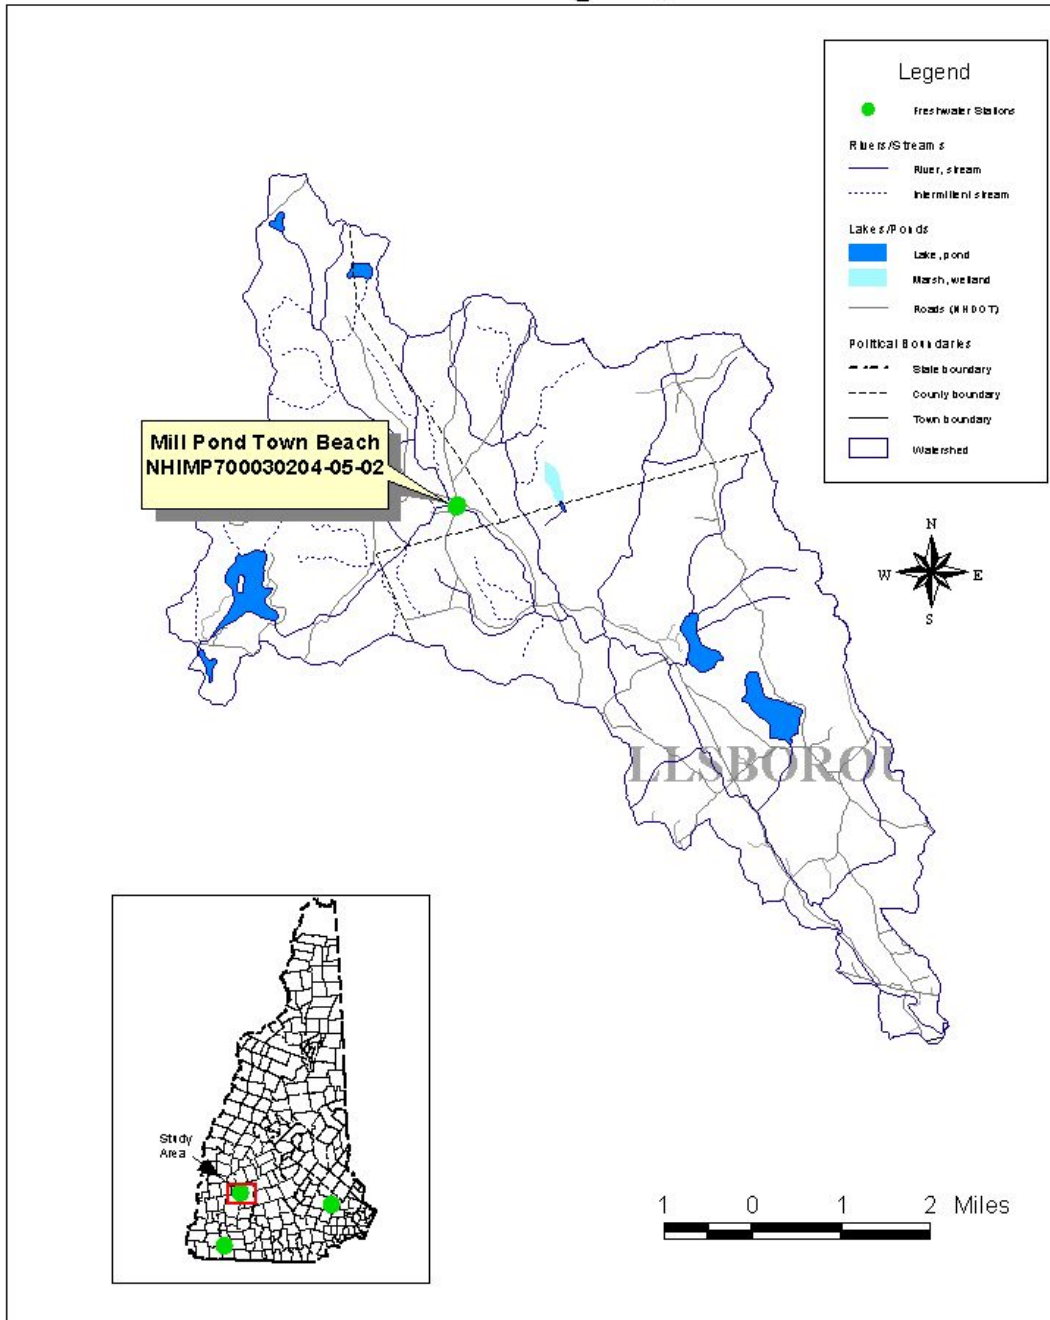 Legend
Freshwater Stations
Rivers/Streams
River, stream
Intermittent stream
Lakes/Ponds
Lake, pond
Marsh, wetland
Roads (NHDOT)
Political Boundaries
State boundary
County boundary
Town boundary
Watershed
Mill Pond Town Beach
NHIMP700030204-05-02
N
W E
S
LLSBOROU
Study
Area
1 0 1 2 Miles